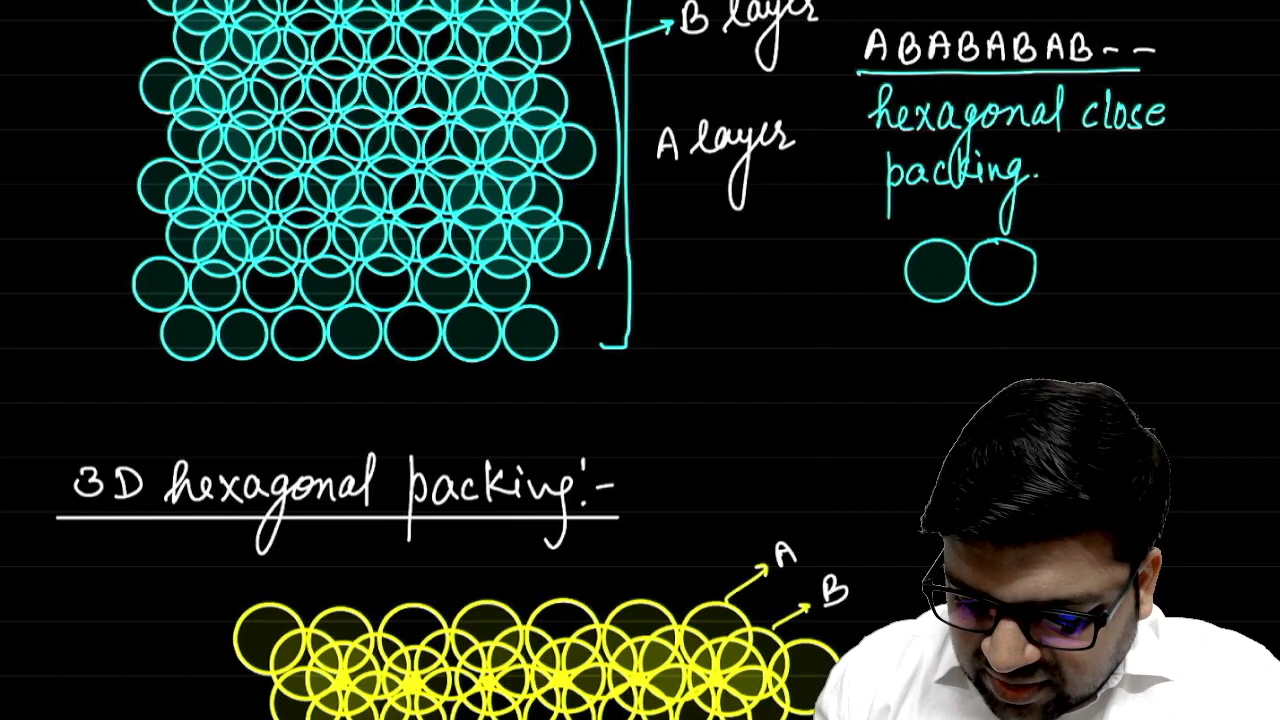 B layer
ABABABAB--
hexagonal close
packing.
A layer
3D hexagonal packing:-
A
B